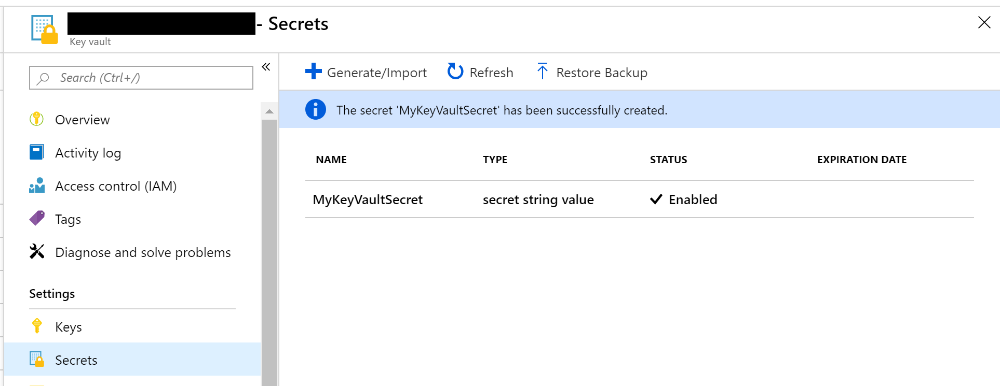 - Secrets
Key vault
Search (Ctrl+/)
«
Overview
Activity log
Access control (IAM)
Tags
Diagnose and solve problems
Settings
Keys
Secrets
Generate/Import Refresh Restore Backup
The secret 'MyKeyVaultSecret' has been successfully created.
NAME TYPE STATUS EXPIRATION DATE
MyKeyVaultSecret secret string value Enabled